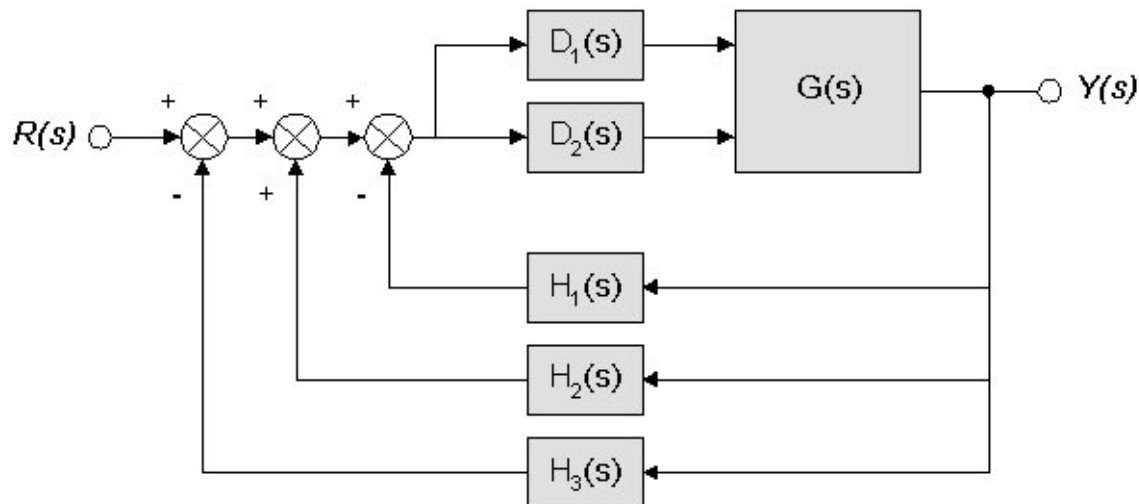 D₁(s)
G(s)
Y(s)
+ + +
R(s)
D₂(s)
- + -
H₁(s)
H₂(s)
H₃(s)